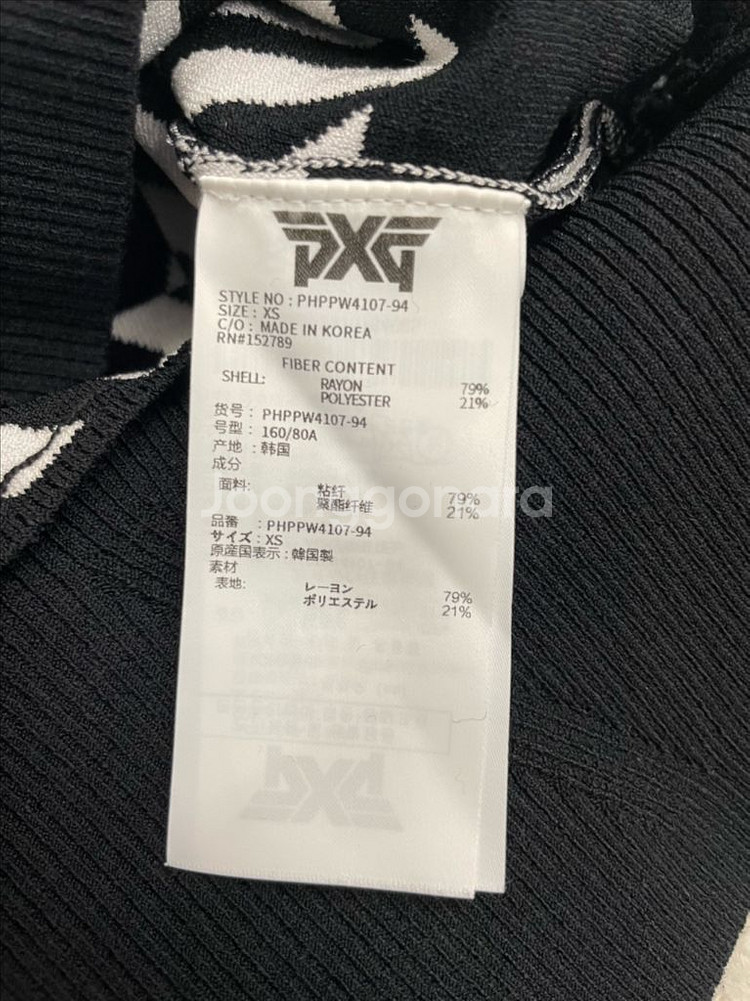 PXG
STYLE NO : PHPPW4107-94
SIZE : XS
C/O : MADE IN KOREA
RN#152789
FIBER CONTENT
SHELL: RAYON 79%
POLYESTER 21%
货号 : PHPPW4107-94
号型 : 160/80A
产地 : 韩国
成分
面料: 粘纤 79%
聚酯纤维 21%
Joonggonara
品番 : PHPPW4107-94
サイズ : XS
原産国表示 : 韓国製
素材
表地: レーヨン 79%
ポリエステル 21%